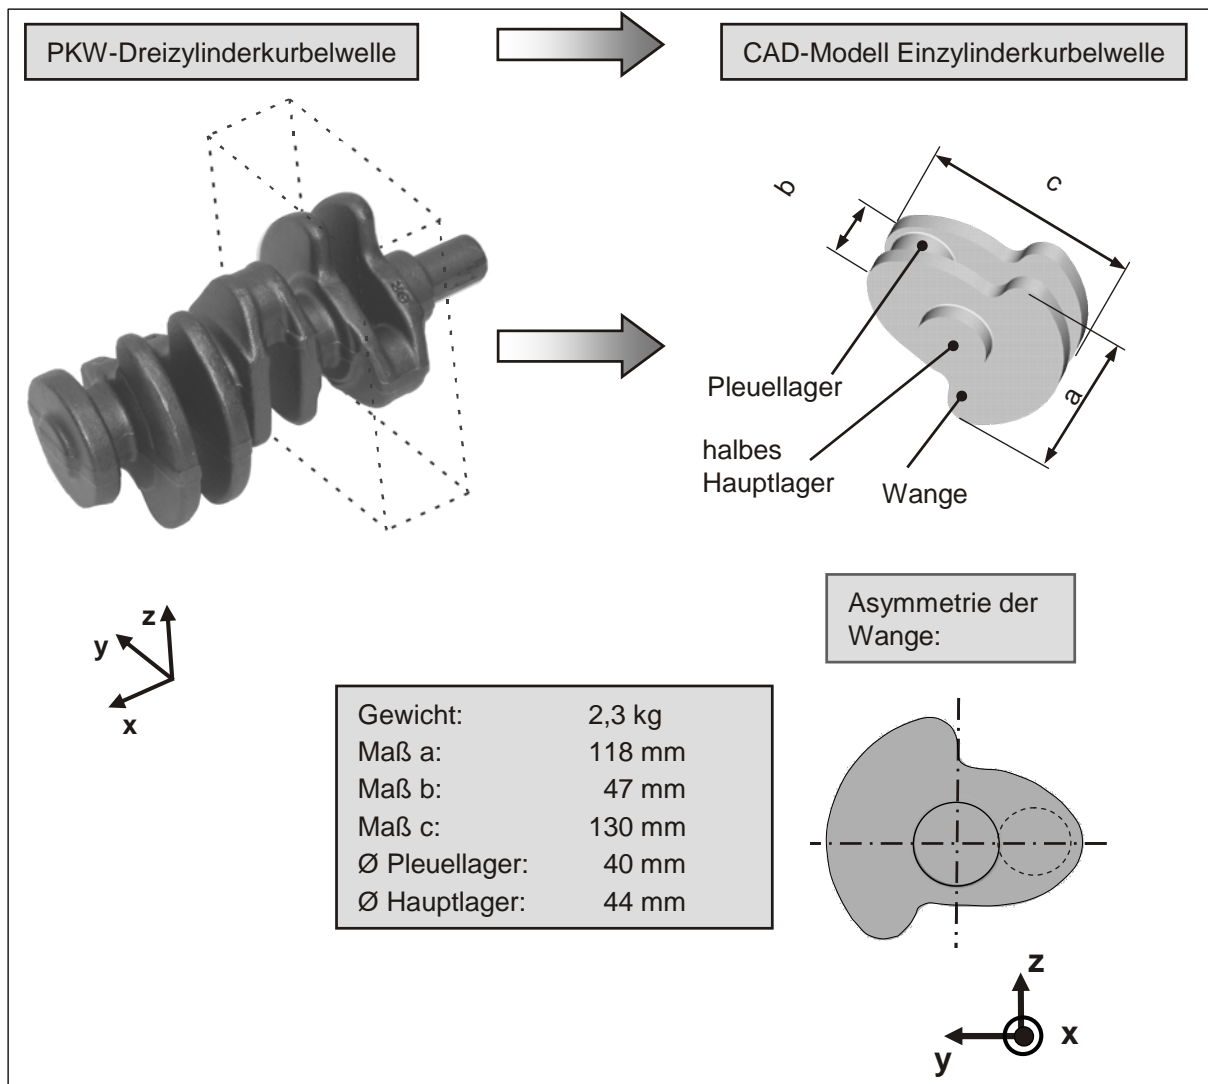 PKW-Dreizylinderkurbelwelle
CAD-Modell Einzylinderkurbelwelle
b
c
a
Pleuellager
halbes
Hauptlager
Wange
z
y
x
Asymmetrie der
Wange:
Gewicht: 2,3 kg
Maß a: 118 mm
Maß b: 47 mm
Maß c: 130 mm
Ø Pleuellager: 40 mm
Ø Hauptlager: 44 mm
z
x
y